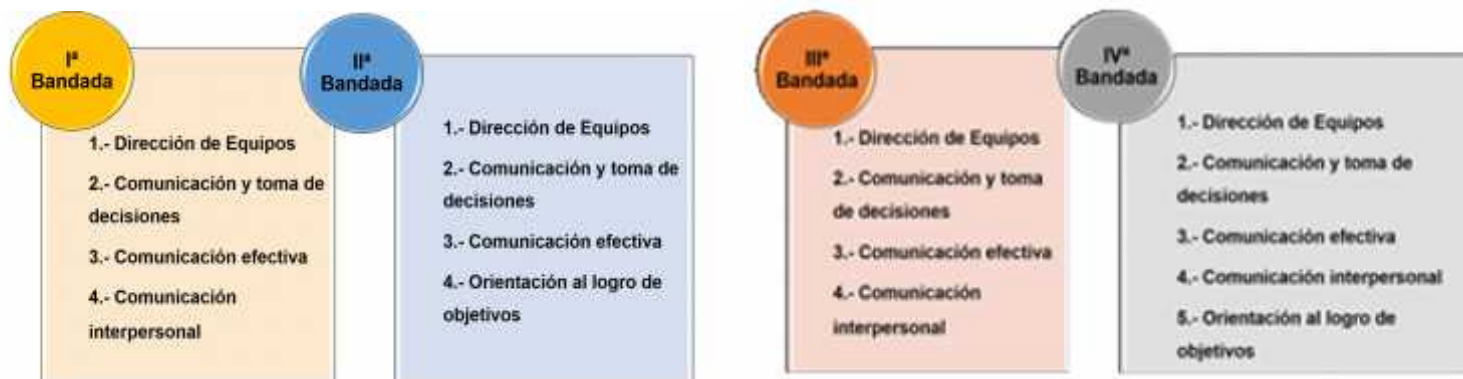 Iª
Bandada
1.- Dirección de Equipos
2.- Comunicación y toma de
decisiones
3.- Comunicación efectiva
4.- Comunicación
interpersonal
IIª
Bandada
1.- Dirección de Equipos
2.- Comunicación y toma de
decisiones
3.- Comunicación efectiva
4.- Orientación al logro de
objetivos
IIIª
Bandada
1.- Dirección de Equipos
2.- Comunicación y toma
de decisiones
3.- Comunicación efectiva
4.- Comunicación
interpersonal
IVª
Bandada
1.- Dirección de Equipos
2.- Comunicación y toma de
decisiones
3.- Comunicación efectiva
4.- Comunicación interpersonal
5.- Orientación al logro de
objetivos